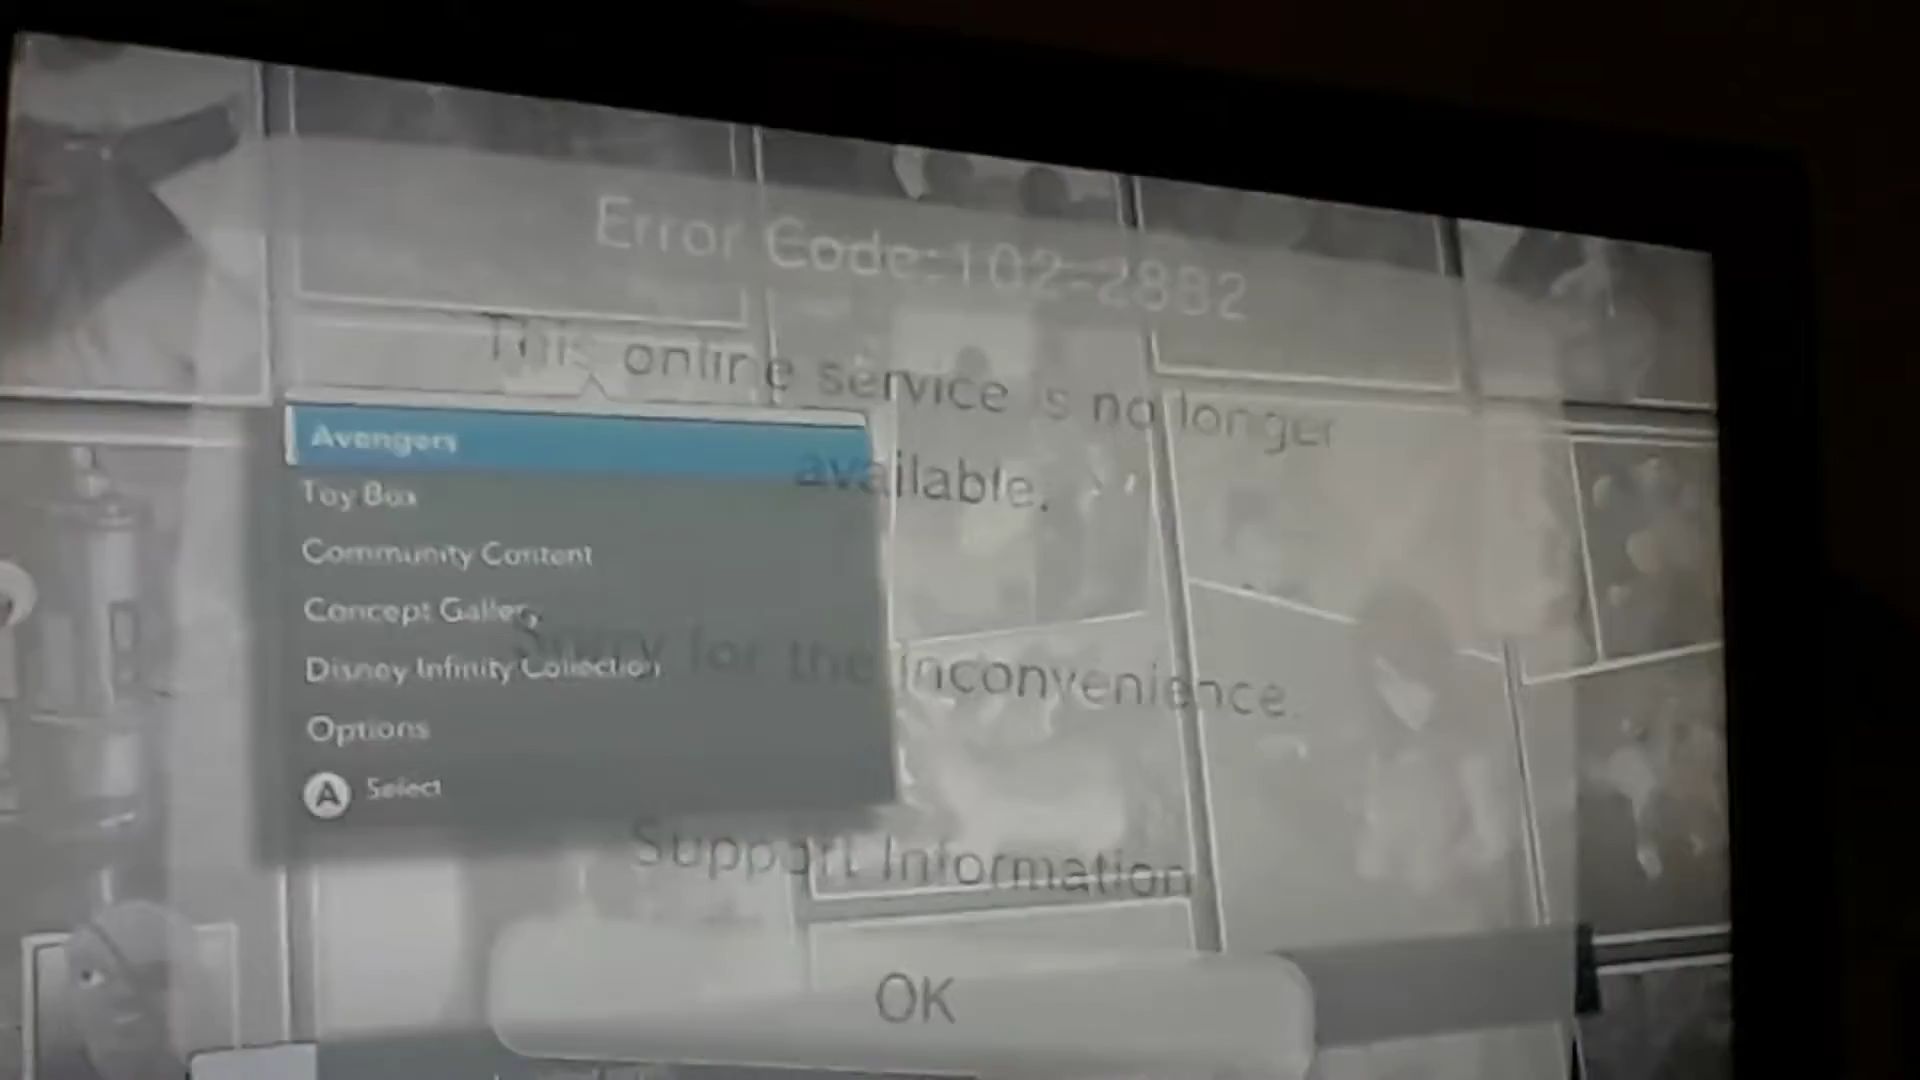 Error Code: 102-2882
This online service is no longer
available.
Avengers
Toy Box
Community Content
Concept Gallery
Sorry for the inconvenience.
Disney Infinity Collection
Options
A Select
Support Information
OK